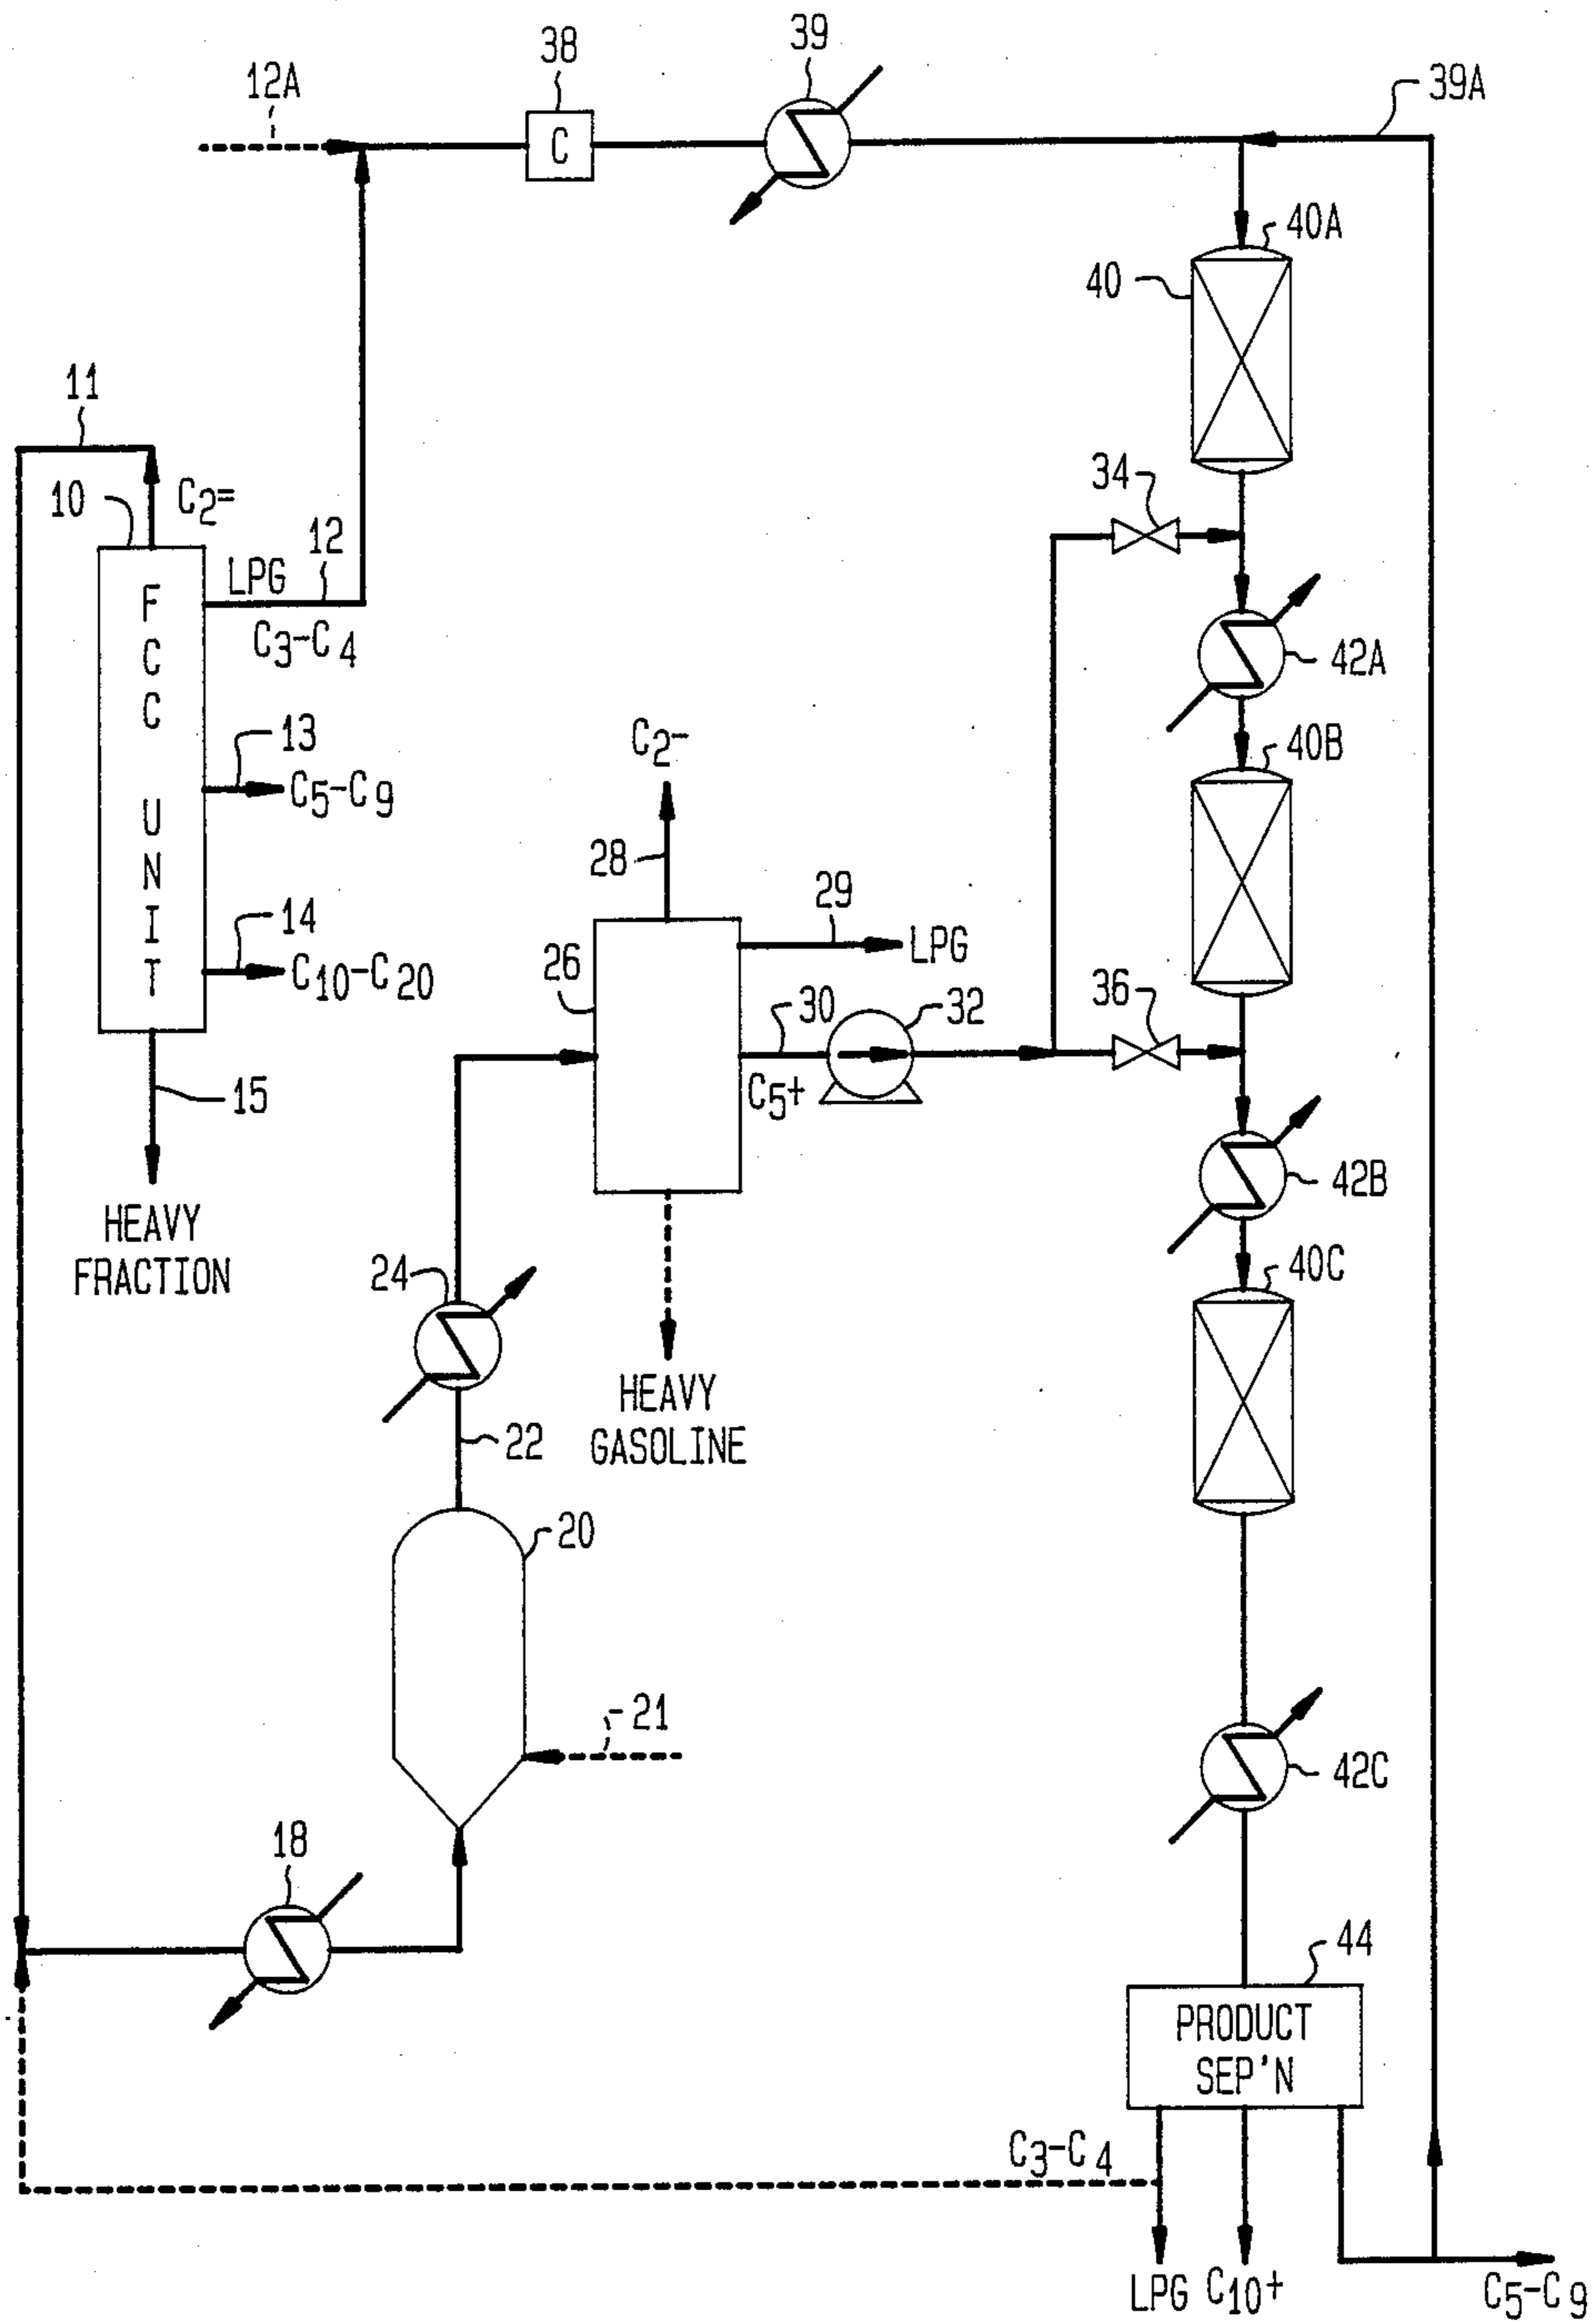 38
39
12A
39A
C
40A
40
11
10
C2=
34
LPG
12
C3-C4
FCC UNIT
42A
13
C5-C9
C2-
40B
28
29
LPG
14
C10-C20
26
36
30
32
C5+
15
HEAVY
FRACTION
42B
24
40C
HEAVY
GASOLINE
22
20
21
42C
18
44
PRODUCT
SEP'N
C3-C4
LPG
C10+
C5-C9